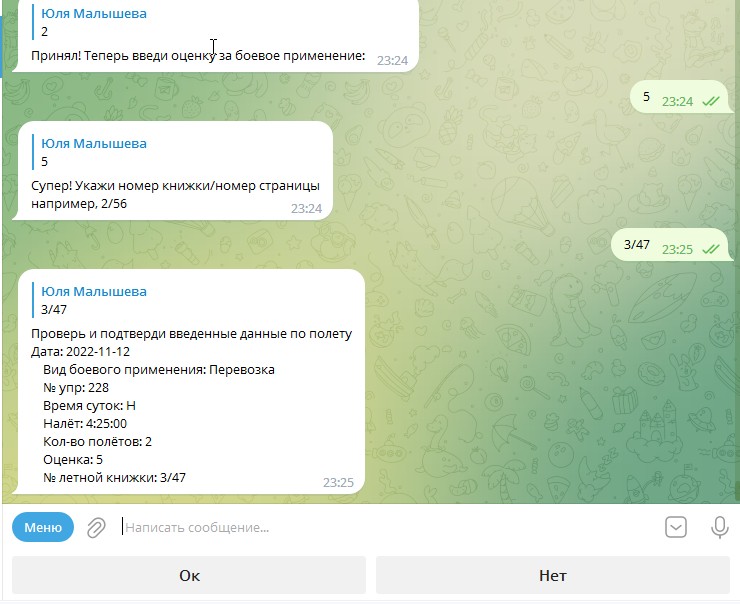 Юля Малышева
2
Принял! Теперь введи оценку за боевое применение:
23:24
5 23:24
Юля Малышева
5
Супер! Укажи номер книжки/номер страницы
например, 2/56
23:24
3/47 23:25
Юля Малышева
3/47
Проверь и подтверди введенные данные по полету
Дата: 2022-11-12
Вид боевого применения: Перевозка
№ упр: 228
Время суток: Н
Налёт: 4:25:00
Кол-во полётов: 2
Оценка: 5
№ летной книжки: 3/47
23:25
Меню Написать сообщение...
Ок Нет